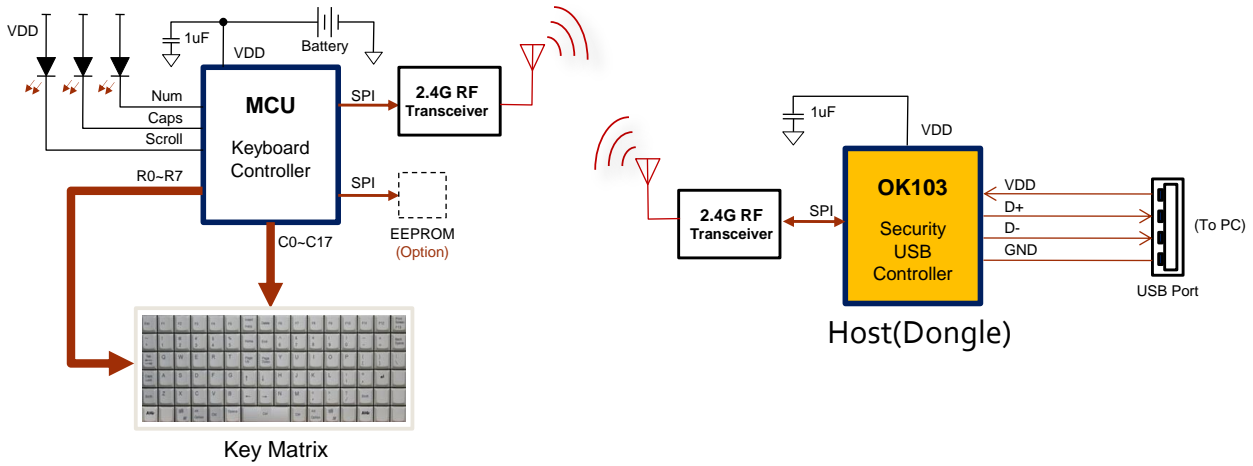 VDD
1uF
Battery
VDD
Num
Caps
Scroll
MCU
Keyboard
Controller
SPI
2.4G RF
Transceiver
R0~R7
SPI
EEPROM
(Option)
C0~C17
Key Matrix
1uF
VDD
2.4G RF
Transceiver
SPI
OK103
Security
USB
Controller
VDD
D+
D-
GND
(To PC)
USB Port
Host(Dongle)